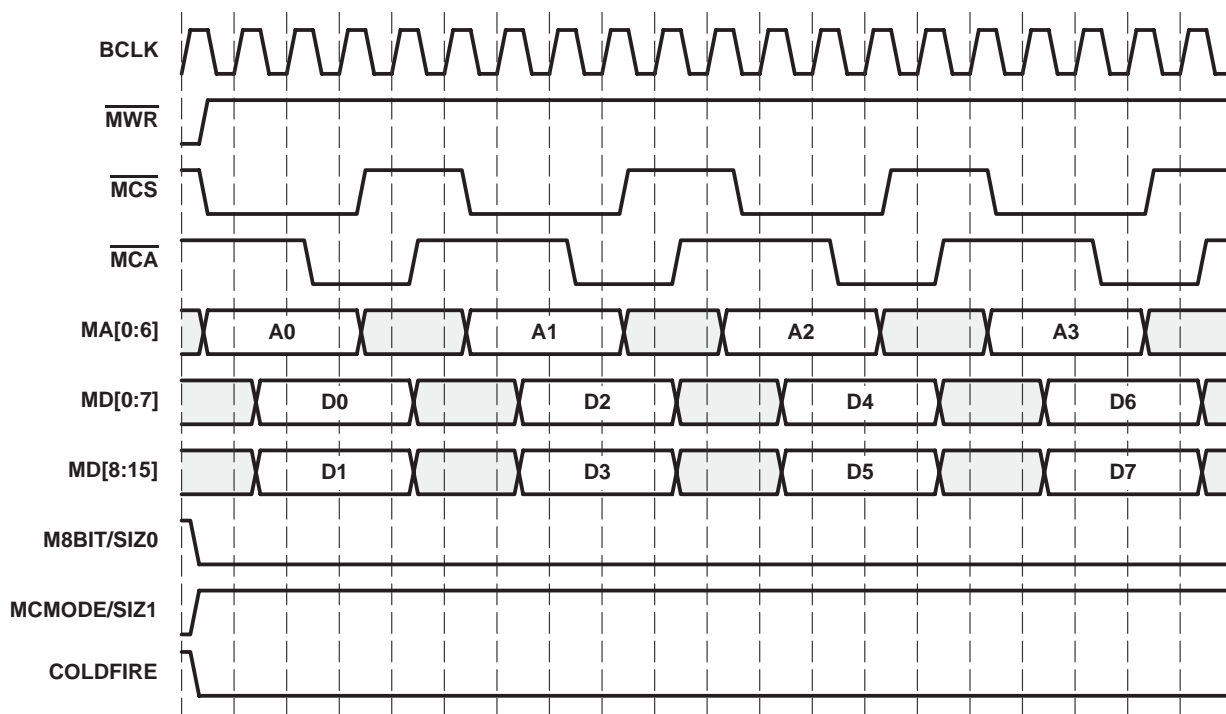 BCLK
MWR
MCS
MCA
MA[0:6] A0 A1 A2 A3
MD[0:7] D0 D2 D4 D6
MD[8:15] D1 D3 D5 D7
M8BIT/SIZ0
MCMODE/SIZ1
COLDFIRE